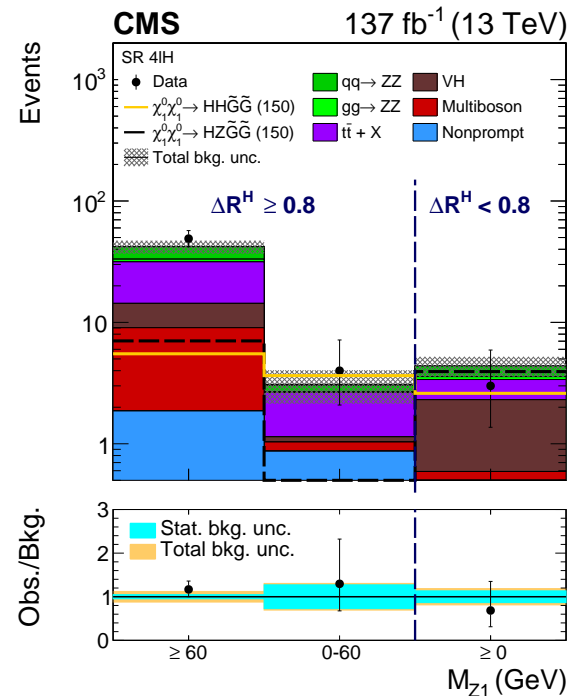 CMS 137 fb⁻¹ (13 TeV)
Events
SR 4lH
Data
χ̃⁰₁χ̃⁰₁→ HHG̃G̃ (150)
χ̃⁰₁χ̃⁰₁→ HZG̃G̃ (150)
Total bkg. unc.
qq→ ZZ
gg→ ZZ
tt̄ + X
VH
Multiboson
Nonprompt
10³
10²
10
1
ΔRᴴ ≥ 0.8
ΔRᴴ < 0.8
Obs./Bkg.
3
2
1
0
Stat. bkg. unc.
Total bkg. unc.
≥ 60 0-60 ≥ 0
M_Z1 (GeV)